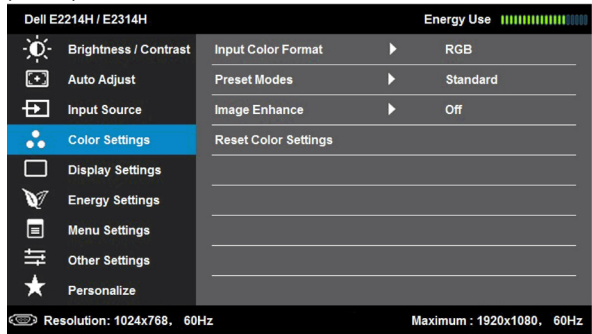 Dell E2214H / E2314H Energy Use
Brightness / Contrast Input Color Format RGB
Auto Adjust Preset Modes Standard
Input Source Image Enhance Off
Color Settings Reset Color Settings
Display Settings
Energy Settings
Menu Settings
Other Settings
Personalize
Resolution: 1024x768, 60Hz Maximum : 1920x1080, 60Hz